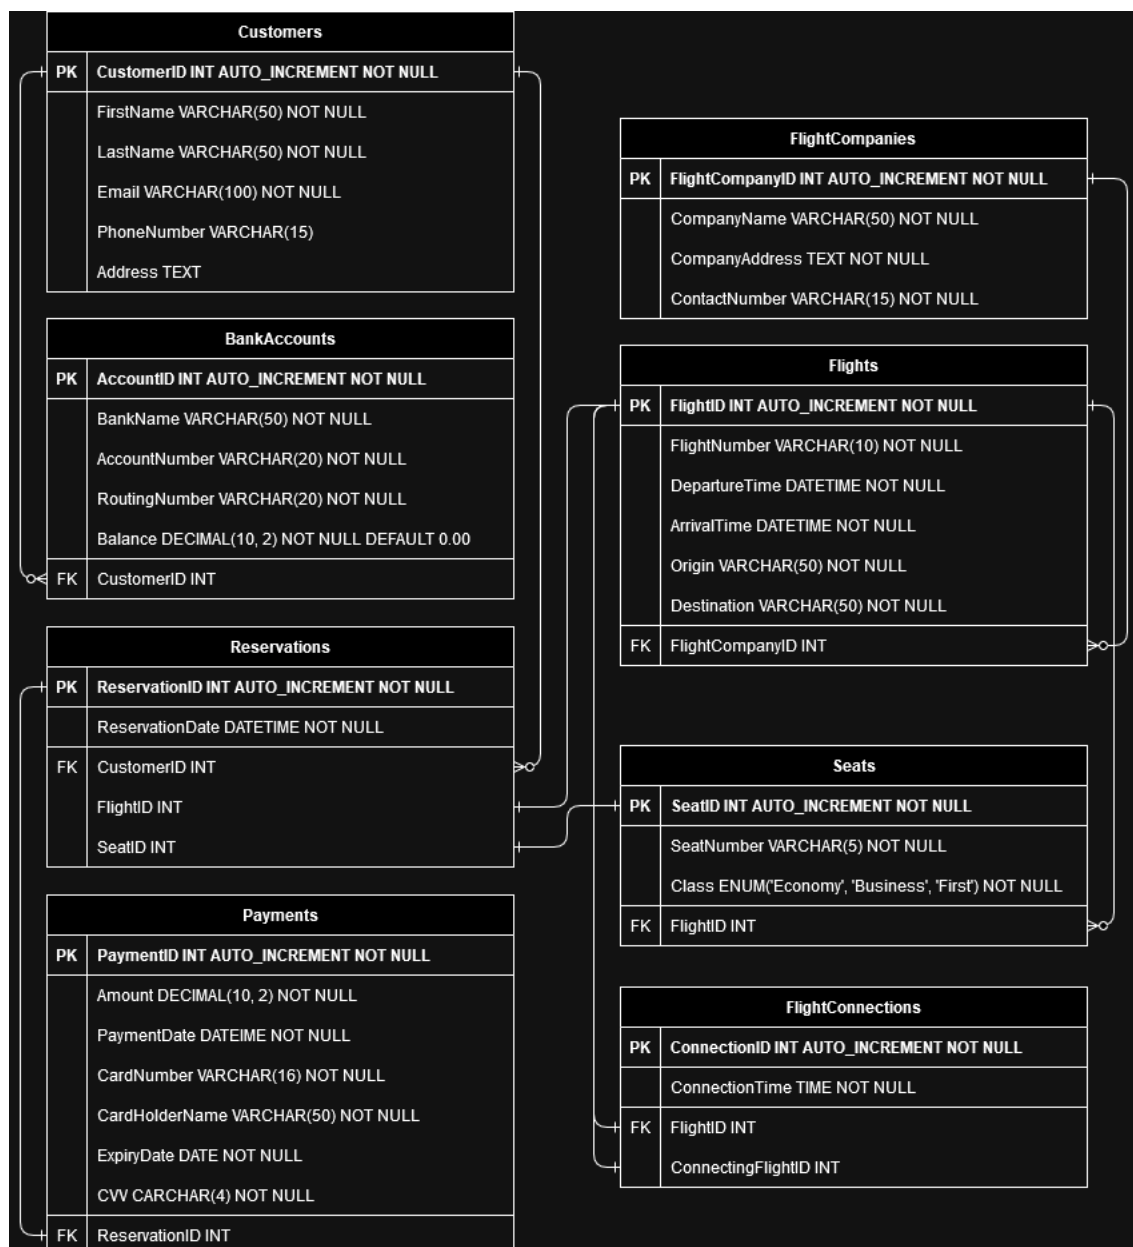 Customers
PK CustomerID INT AUTO_INCREMENT NOT NULL
FirstName VARCHAR(50) NOT NULL
LastName VARCHAR(50) NOT NULL
Email VARCHAR(100) NOT NULL
PhoneNumber VARCHAR(15)
Address TEXT
BankAccounts
PK AccountID INT AUTO_INCREMENT NOT NULL
BankName VARCHAR(50) NOT NULL
AccountNumber VARCHAR(20) NOT NULL
RoutingNumber VARCHAR(20) NOT NULL
Balance DECIMAL(10, 2) NOT NULL DEFAULT 0.00
FK CustomerID INT
Reservations
PK ReservationID INT AUTO_INCREMENT NOT NULL
ReservationDate DATETIME NOT NULL
FK CustomerID INT
FlightID INT
SeatID INT
Payments
PK PaymentID INT AUTO_INCREMENT NOT NULL
Amount DECIMAL(10, 2) NOT NULL
PaymentDate DATEIME NOT NULL
CardNumber VARCHAR(16) NOT NULL
CardHolderName VARCHAR(50) NOT NULL
ExpiryDate DATE NOT NULL
CVV CARCHAR(4) NOT NULL
FK ReservationID INT
FlightCompanies
PK FlightCompanyID INT AUTO_INCREMENT NOT NULL
CompanyName VARCHAR(50) NOT NULL
CompanyAddress TEXT NOT NULL
ContactNumber VARCHAR(15) NOT NULL
Flights
PK FlightID INT AUTO_INCREMENT NOT NULL
FlightNumber VARCHAR(10) NOT NULL
DepartureTime DATETIME NOT NULL
ArrivalTime DATETIME NOT NULL
Origin VARCHAR(50) NOT NULL
Destination VARCHAR(50) NOT NULL
FK FlightCompanyID INT
Seats
PK SeatID INT AUTO_INCREMENT NOT NULL
SeatNumber VARCHAR(5) NOT NULL
Class ENUM('Economy', 'Business', 'First') NOT NULL
FK FlightID INT
FlightConnections
PK ConnectionID INT AUTO_INCREMENT NOT NULL
ConnectionTime TIME NOT NULL
FK FlightID INT
ConnectingFlightID INT